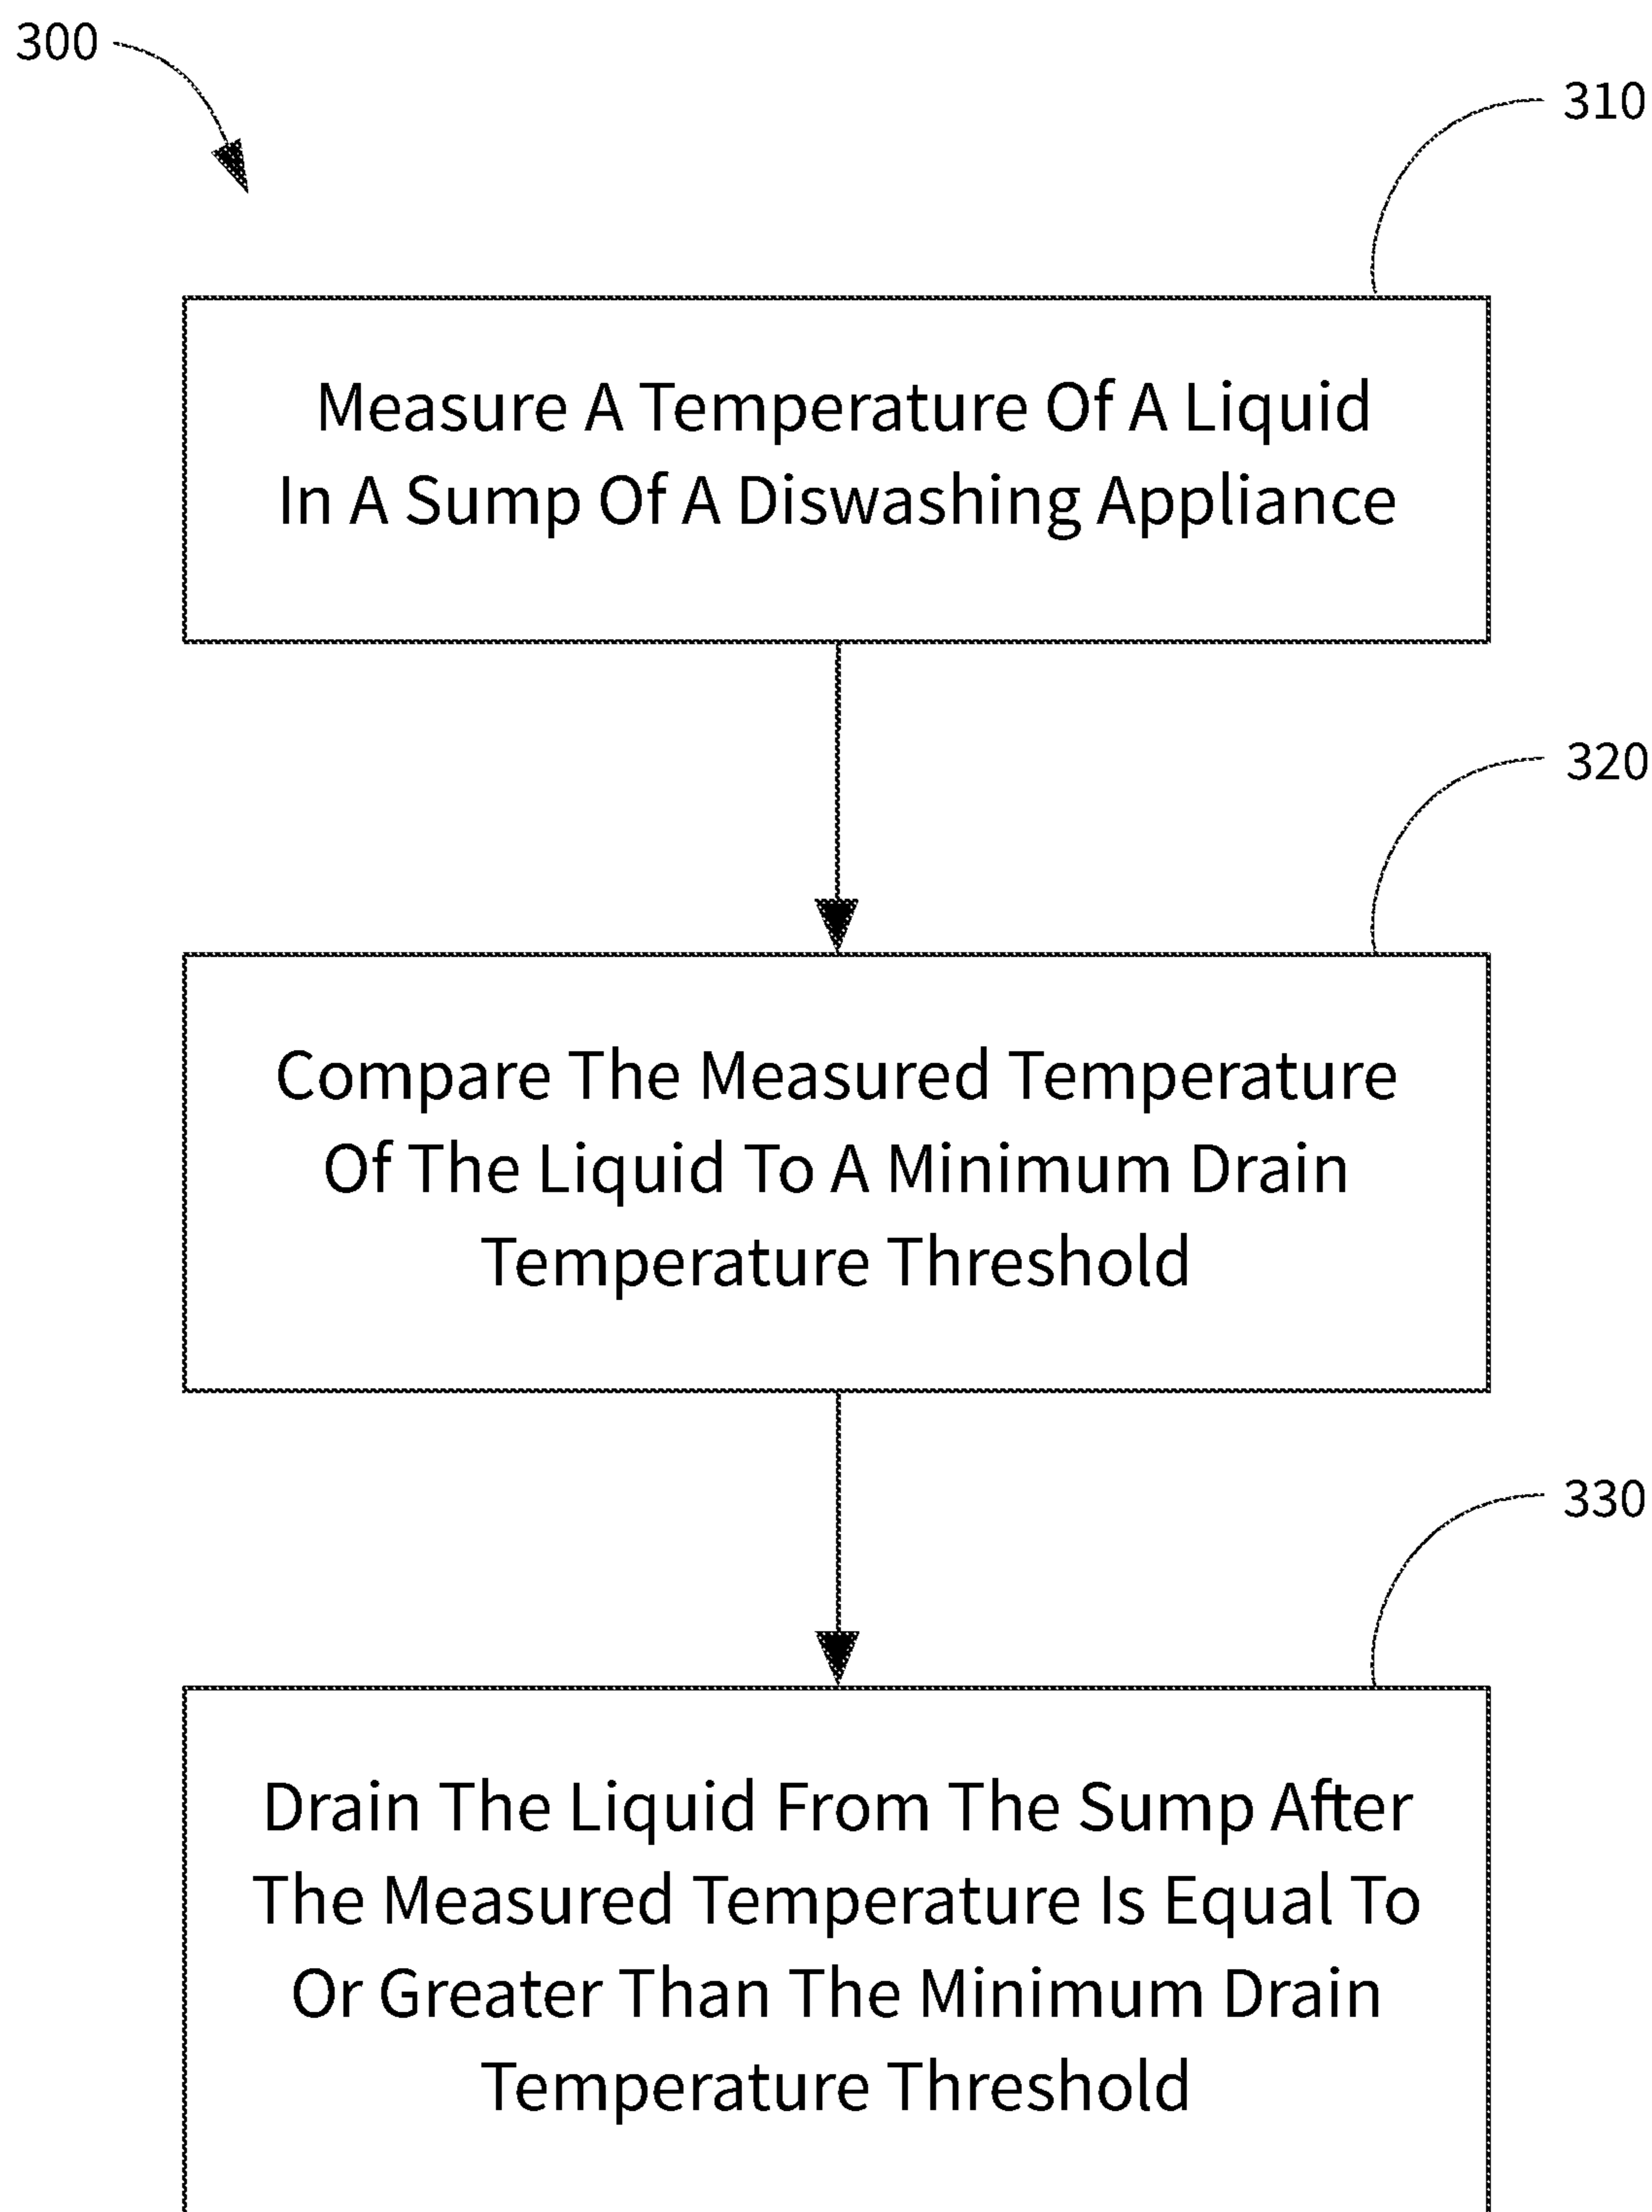 300
310
Measure A Temperature Of A Liquid
In A Sump Of A Diswashing Appliance
320
Compare The Measured Temperature
Of The Liquid To A Minimum Drain
Temperature Threshold
330
Drain The Liquid From The Sump After
The Measured Temperature Is Equal To
Or Greater Than The Minimum Drain
Temperature Threshold